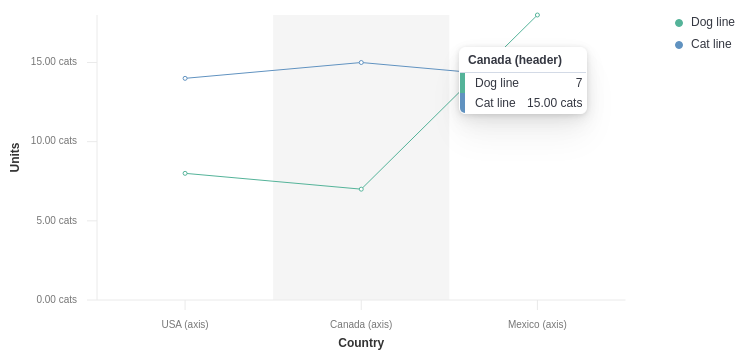 Dog line
Cat line
15.00 cats
10.00 cats
5.00 cats
0.00 cats
Units
Canada (header)
Dog line 7
Cat line 15.00 cats
USA (axis) Canada (axis) Mexico (axis)
Country